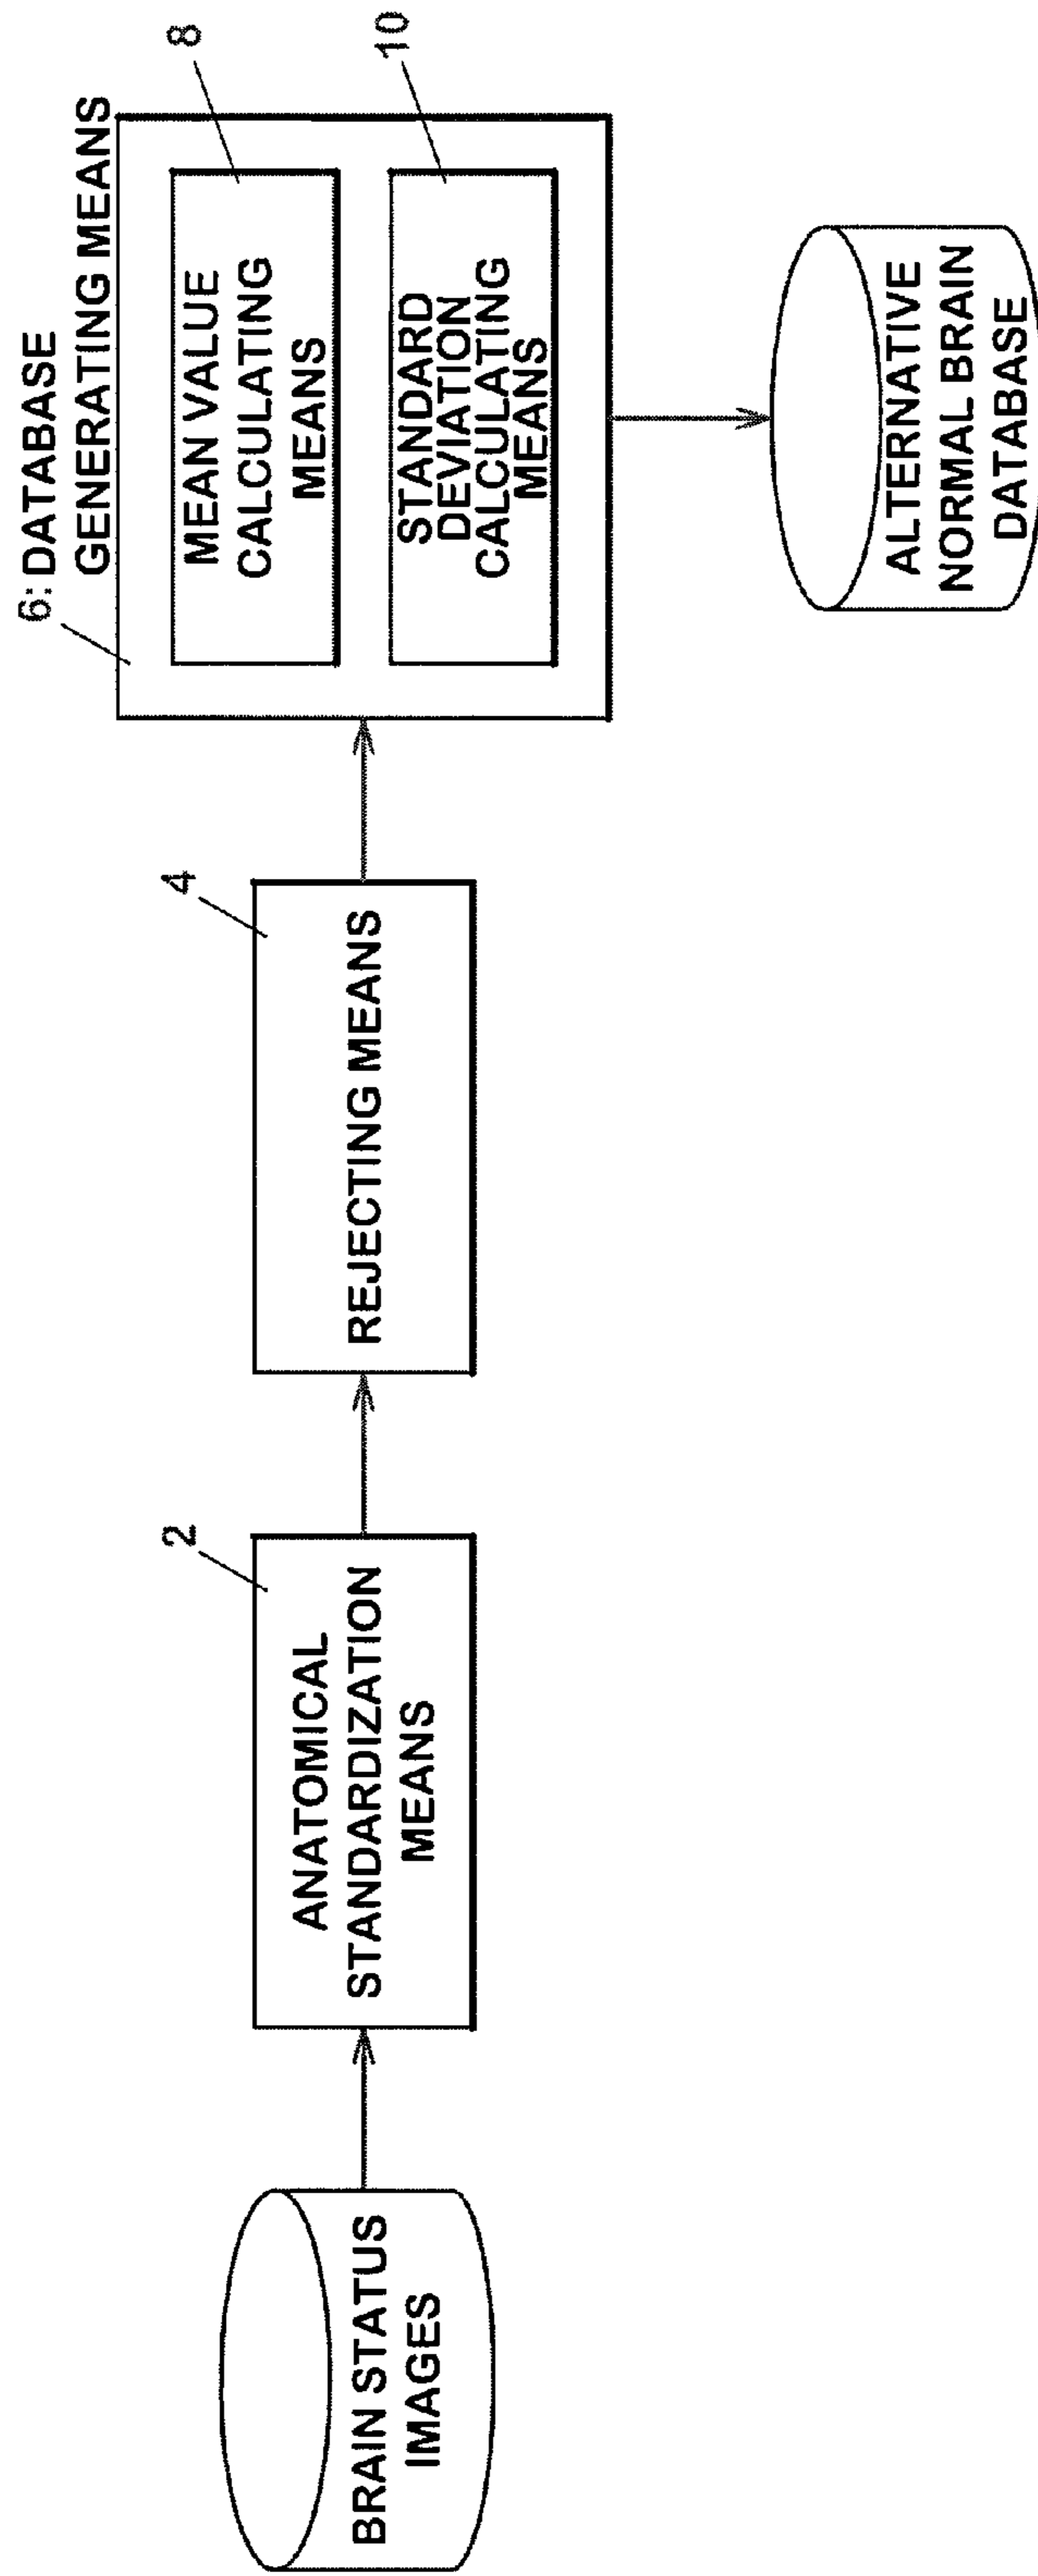 BRAIN STATUS
IMAGES
2
ANATOMICAL
STANDARDIZATION
MEANS
4
REJECTING MEANS
6: DATABASE
GENERATING MEANS
8
MEAN VALUE
CALCULATING
MEANS
10
STANDARD
DEVIATION
CALCULATING
MEANS
ALTERNATIVE
NORMAL BRAIN
DATABASE